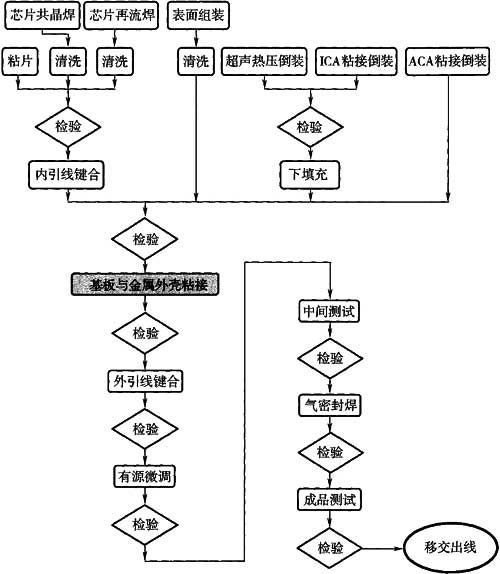 芯片共晶焊
芯片再流焊
表面组装
粘片
清洗
清洗
清洗
超声热压倒装
ICA粘接倒装
ACA粘接倒装
检验
检验
内引线键合
下填充
检验
基板与金属外壳粘接
检验
外引线键合
检验
有源微调
检验
中间测试
检验
气密封焊
检验
成品测试
检验
移交出线